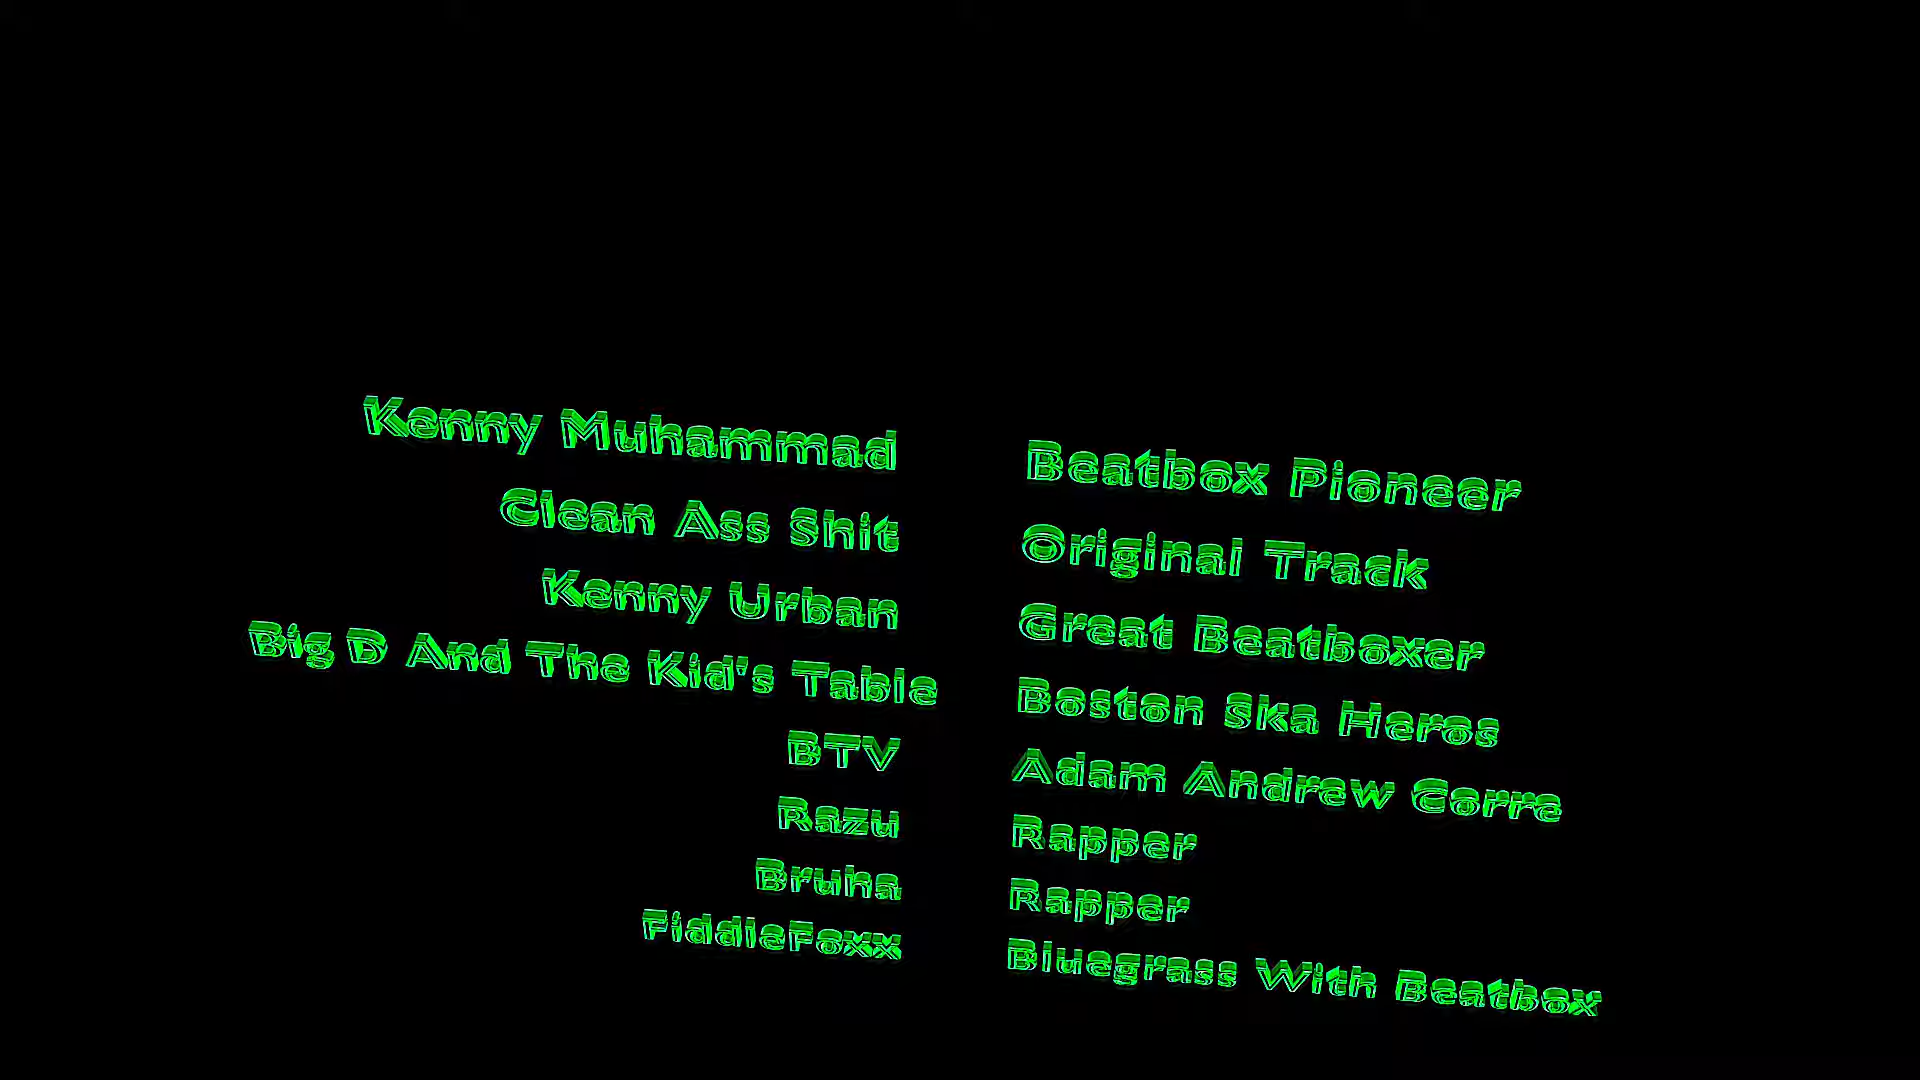 Kenny Muhammad Beatbox Pioneer
Clean Ass Shit Original Track
Kenny Urban Great Beatboxer
Big D And The Kid's Table Boston Ska Heros
BTV Adam Andrew Corre
Razu Rapper
Bruha Rapper
FiddleFoxx Bluegrass With Beatbox